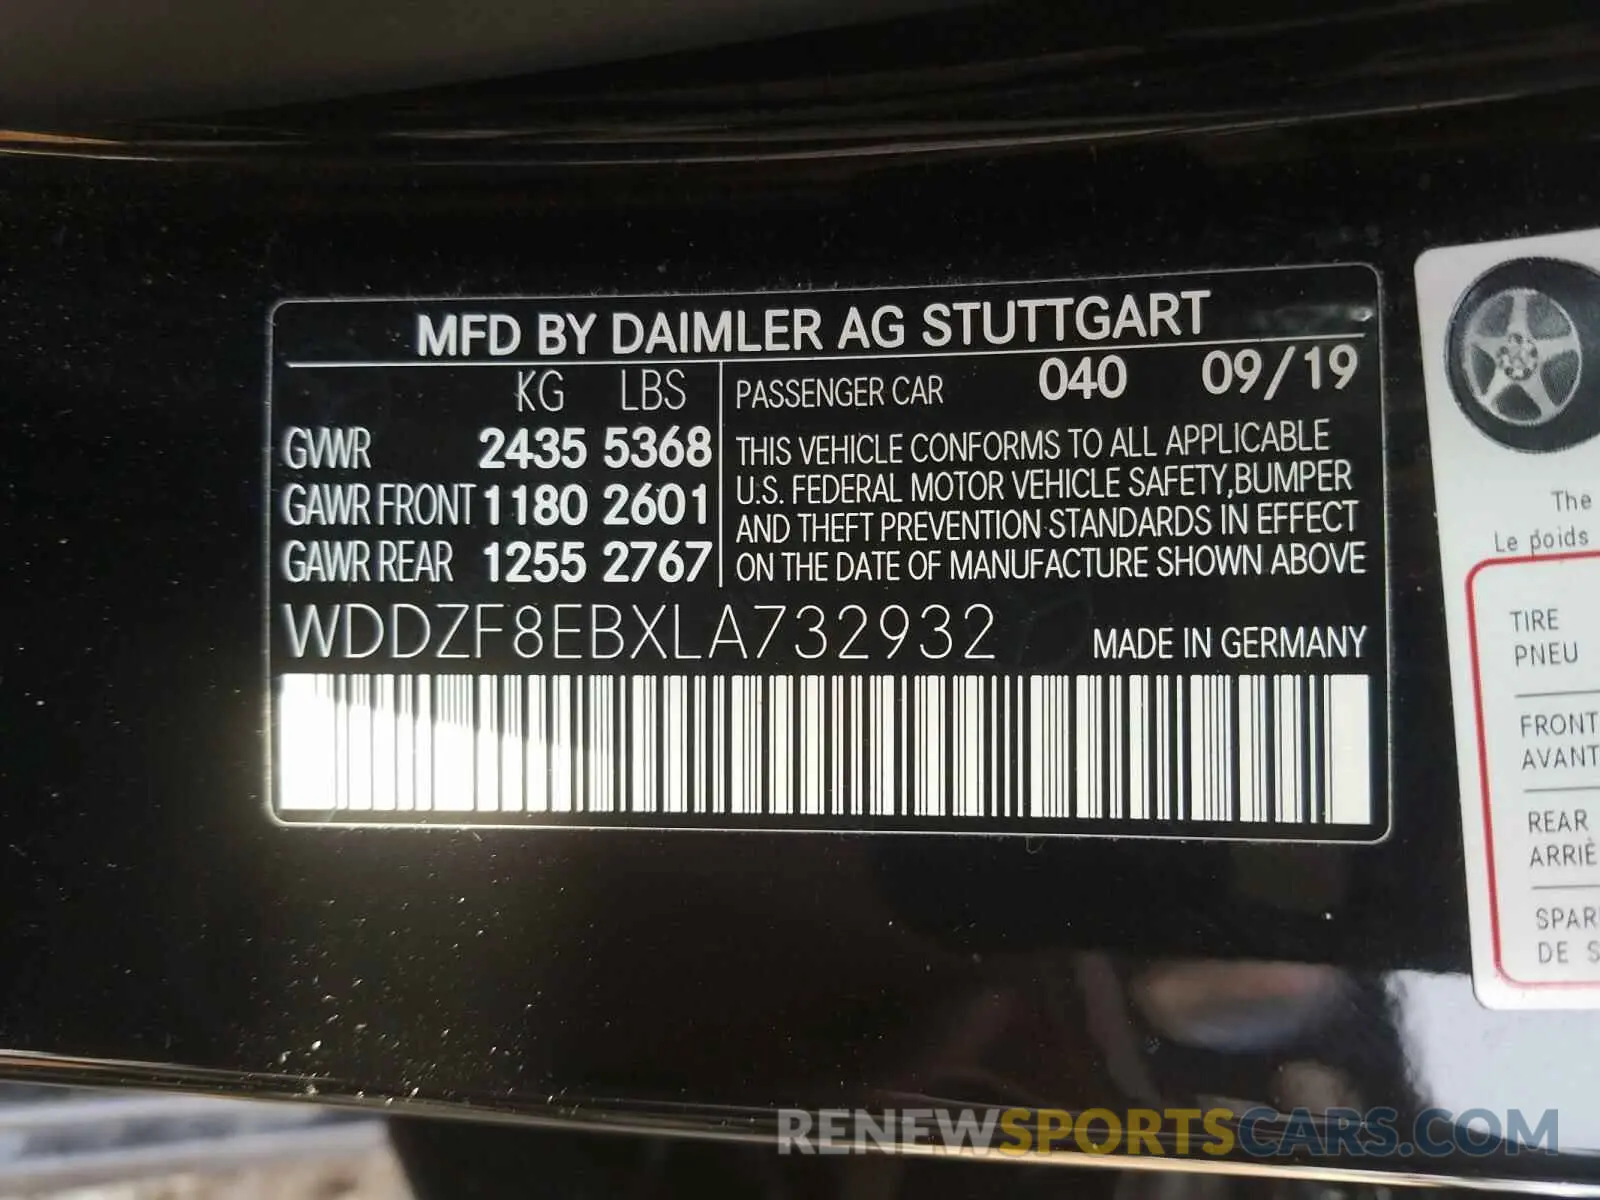 MFD BY DAIMLER AG STUTTGART
KG LBS
GVWR 2435 5368
GAWR FRONT 1180 2601
GAWR REAR 1255 2767
PASSENGER CAR 040 09/19
THIS VEHICLE CONFORMS TO ALL APPLICABLE
U.S. FEDERAL MOTOR VEHICLE SAFETY, BUMPER
AND THEFT PREVENTION STANDARDS IN EFFECT
ON THE DATE OF MANUFACTURE SHOWN ABOVE
WDDZF8EBXLA732932 MADE IN GERMANY
The
Le poids
TIRE
PNEU
FRONT
AVANT
REAR
DE
RENEWSPORTSCARS.COM